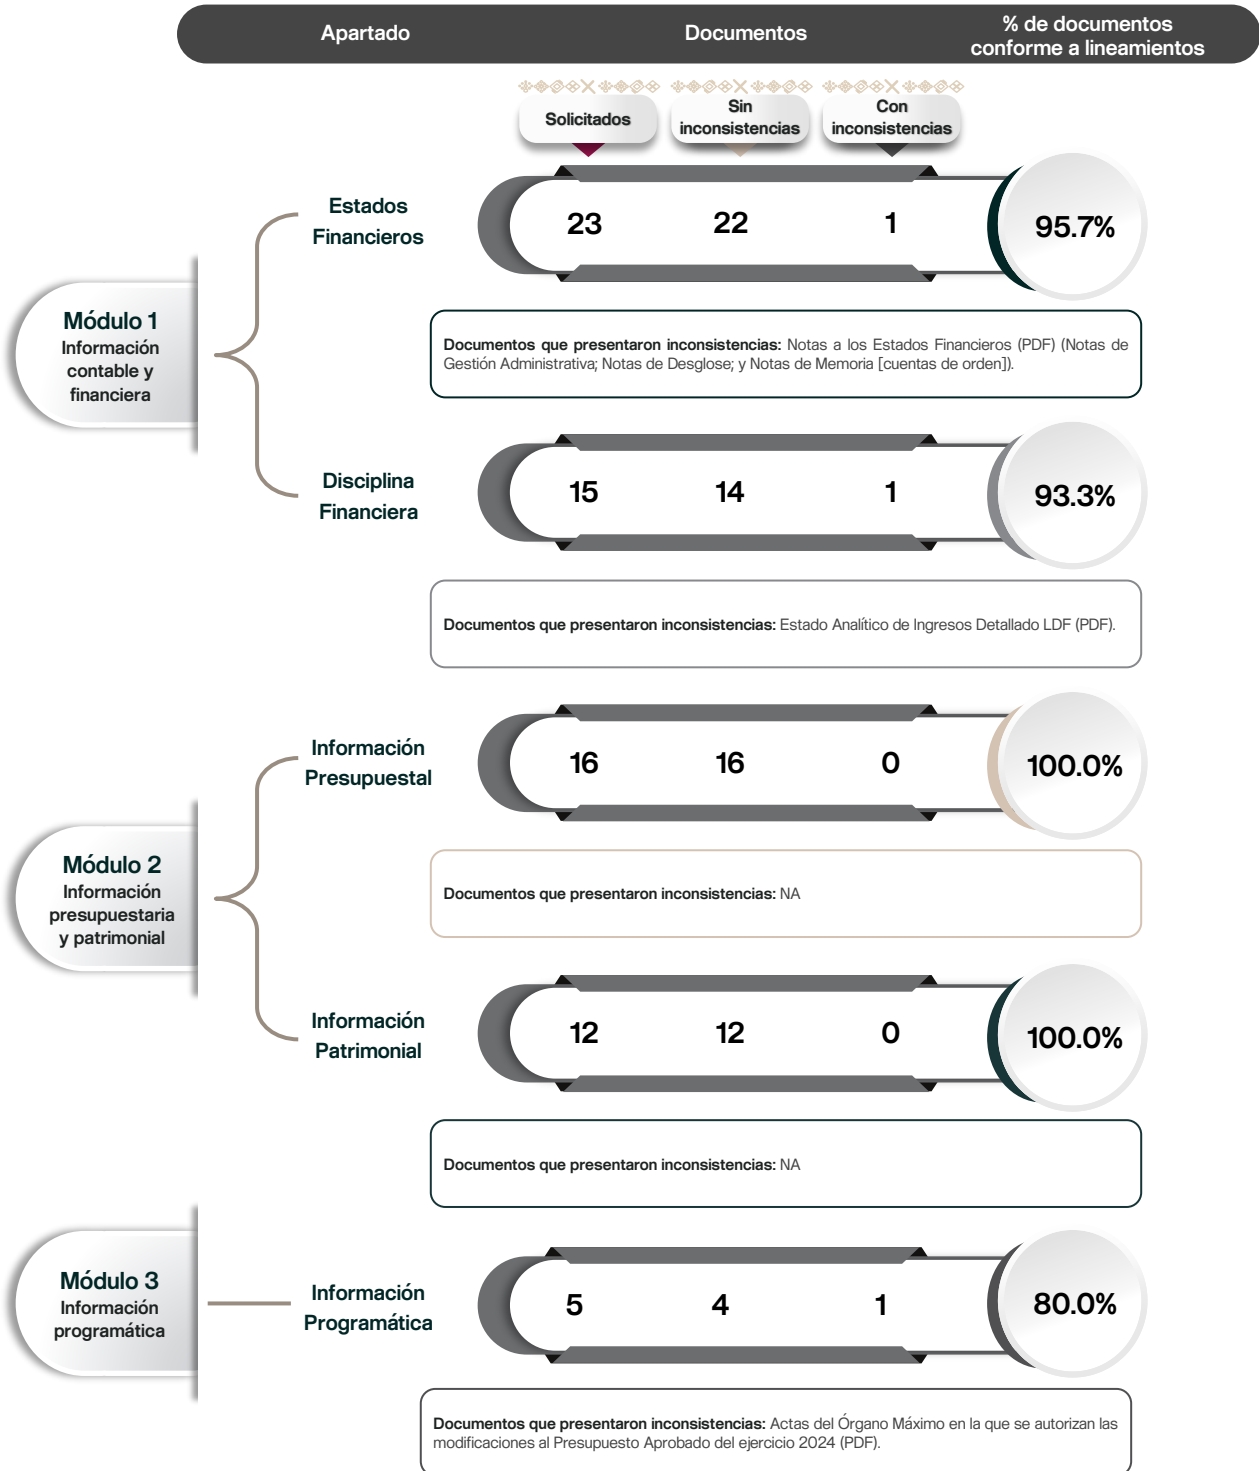 Apartado
Documentos
% de documentos
conforme a lineamientos
Solicitados
Sin
inconsistencias
Con
inconsistencias
Módulo 1
Información
contable y
financiera
Estados
Financieros
23
22
1
95.7%
Documentos que presentaron inconsistencias: Notas a los Estados Financieros (PDF) (Notas de
Gestión Administrativa; Notas de Desglose; y Notas de Memoria [cuentas de orden]).
Disciplina
Financiera
15
14
1
93.3%
Documentos que presentaron inconsistencias: Estado Analítico de Ingresos Detallado LDF (PDF).
Módulo 2
Información
presupuestaria
y patrimonial
Información
Presupuestal
16
16
0
100.0%
Documentos que presentaron inconsistencias: NA
Información
Patrimonial
12
12
0
100.0%
Documentos que presentaron inconsistencias: NA
Módulo 3
Información
programática
Información
Programática
5
4
1
80.0%
Documentos que presentaron inconsistencias: Actas del Órgano Máximo en la que se autorizan las
modificaciones al Presupuesto Aprobado del ejercicio 2024 (PDF).